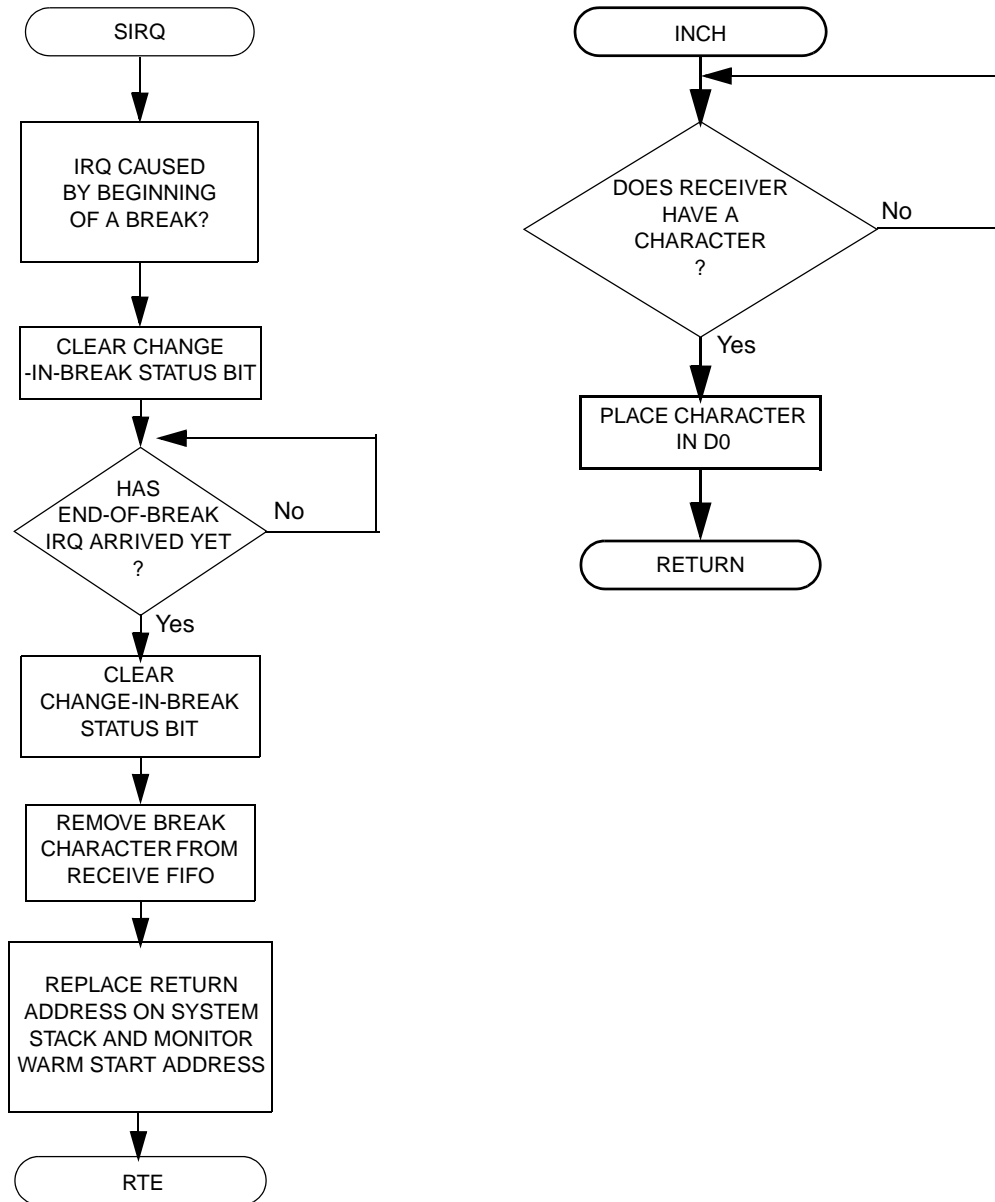 SIRQ
IRQ CAUSED
BY BEGINNING
OF A BREAK?
CLEAR CHANGE
-IN-BREAK STATUS BIT
HAS
END-OF-BREAK
IRQ ARRIVED YET
?
No
Yes
CLEAR
CHANGE-IN-BREAK
STATUS BIT
REMOVE BREAK
CHARACTER FROM
RECEIVE FIFO
REPLACE RETURN
ADDRESS ON SYSTEM
STACK AND MONITOR
WARM START ADDRESS
RTE
INCH
DOES RECEIVER
HAVE A
CHARACTER
?
No
Yes
PLACE CHARACTER
IN D0
RETURN